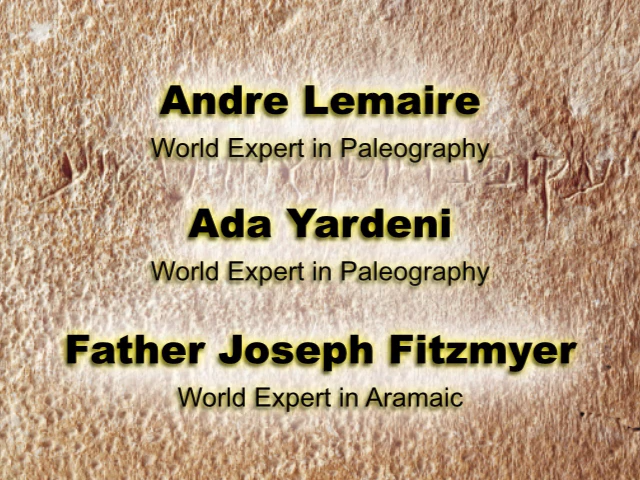 Andre Lemaire
World Expert in Paleography
Ada Yardeni
World Expert in Paleography
Father Joseph Fitzmyer
World Expert in Aramaic